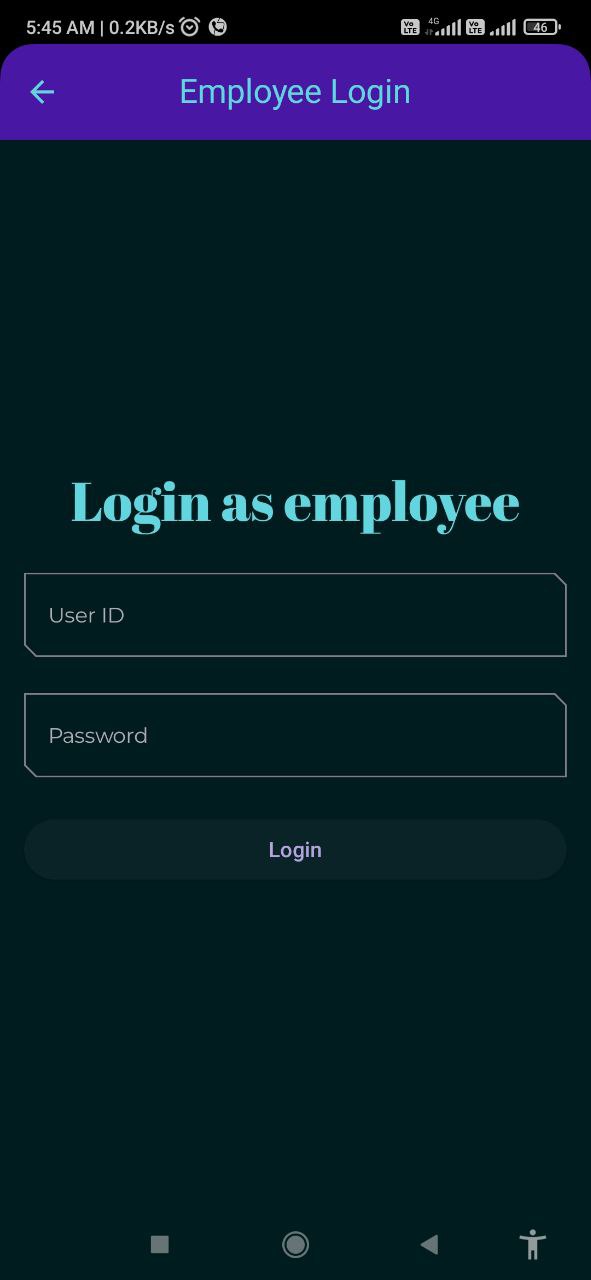 5:45 AM | 0.2KB/s
Vo LTE 4G Vo LTE 46
Employee Login
Login as employee
User ID
Password
Login